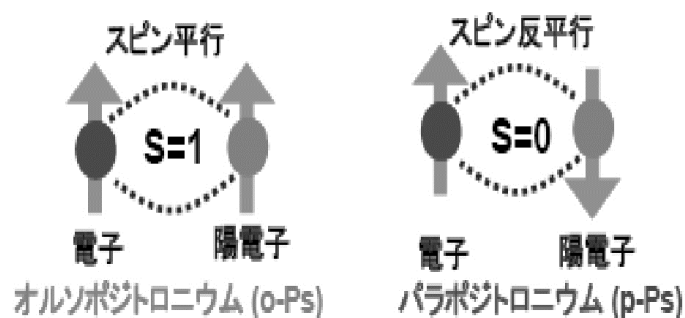 スピン平行
S=1
電子
陽電子
オルソポジトロニウム (o-Ps)
スピン反平行
S=0
電子
陽電子
パラポジトロニウム (p-Ps)